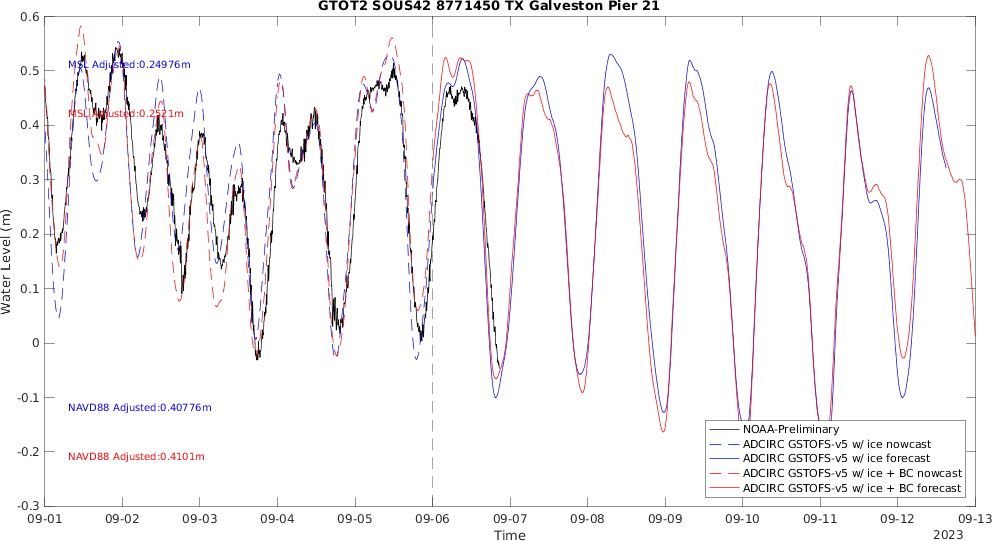 GTOT2 SOUS42 8771450 TX Galveston Pier 21
Water Level (m)
0.6
0.5
0.4
0.3
0.2
0.1
0
-0.1
-0.2
-0.3
MSL Adjusted:0.24976m
MSL Adjusted:0.2521m
NAVD88 Adjusted:0.40776m
NAVD88 Adjusted:0.4101m
NOAA-Preliminary
ADCIRC GSTOFS-v5 w/ ice nowcast
ADCIRC GSTOFS-v5 w/ ice forecast
ADCIRC GSTOFS-v5 w/ ice + BC nowcast
ADCIRC GSTOFS-v5 w/ ice + BC forecast
09-01 09-02 09-03 09-04 09-05 09-06 09-07 09-08 09-09 09-10 09-11 09-12 09-13
Time
2023